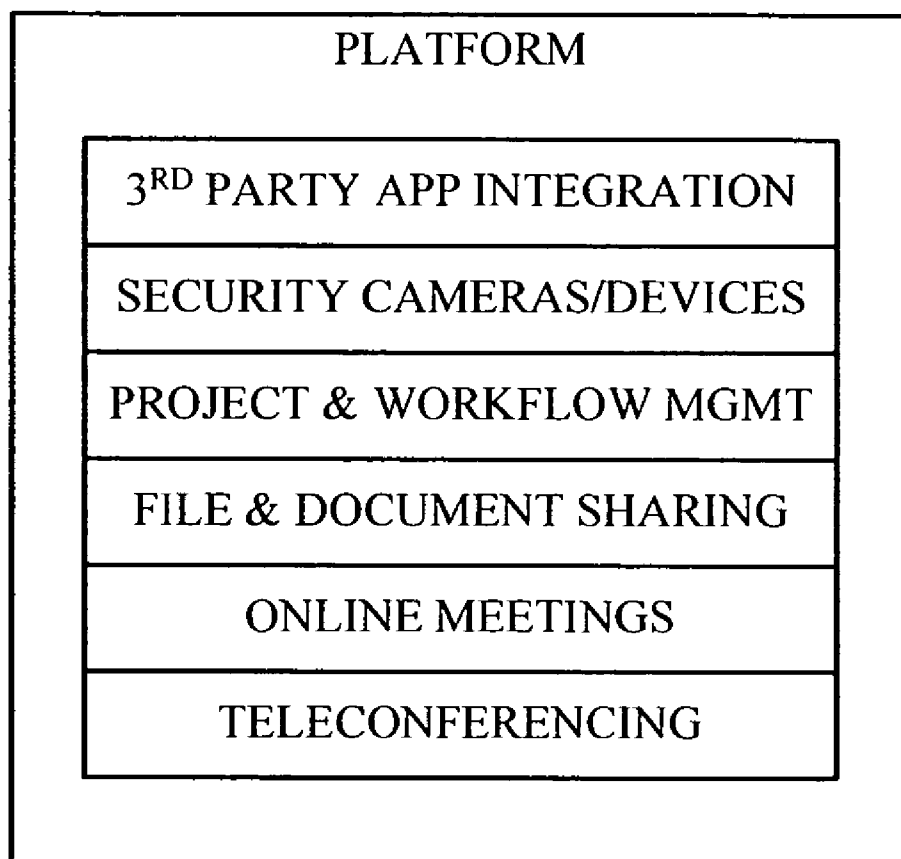 PLATFORM
3RD PARTY APP INTEGRATION
SECURITY CAMERAS/DEVICES
PROJECT & WORKFLOW MGMT
FILE & DOCUMENT SHARING
ONLINE MEETINGS
TELECONFERENCING